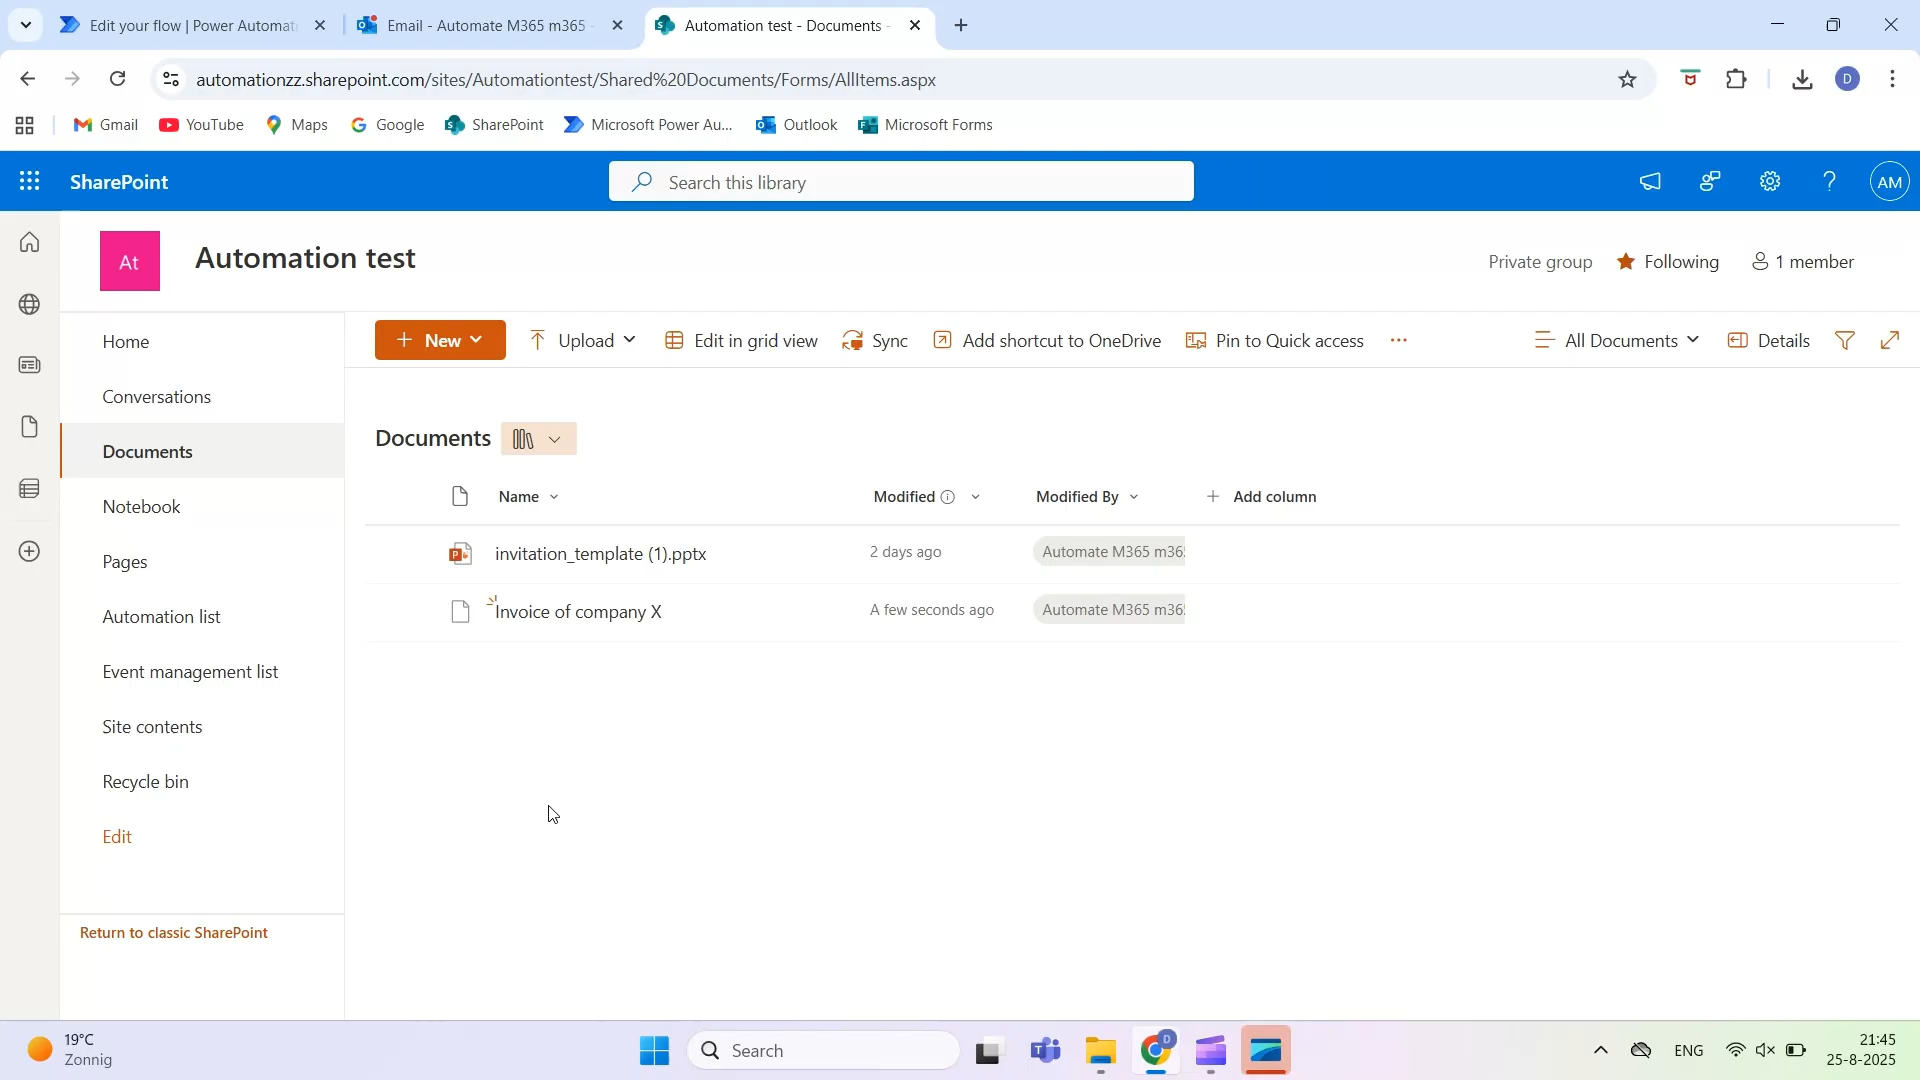 Edit your flow | Power Automat
Email - Automate M365 m365 -
Automation test - Documents -
automationzz.sharepoint.com/sites/Automationtest/Shared%20Documents/Forms/AllItems.aspx
D
Gmail
YouTube
Maps
Google
SharePoint
Microsoft Power Au...
Outlook
Microsoft Forms
SharePoint
Search this library
AM
At
Automation test
Private group
Following
1 member
Home
Conversations
Documents
Notebook
Pages
Automation list
Event management list
Site contents
Recycle bin
Edit
Return to classic SharePoint
New
Upload
Edit in grid view
Sync
Add shortcut to OneDrive
Pin to Quick access
All Documents
Details
Documents
Name
Modified
Modified By
Add column
invitation_template (1).pptx
2 days ago
Automate M365 m36
Invoice of company X
A few seconds ago
Automate M365 m36
19°C
Zonnig
Search
D
ENG
21:45
25-8-2025